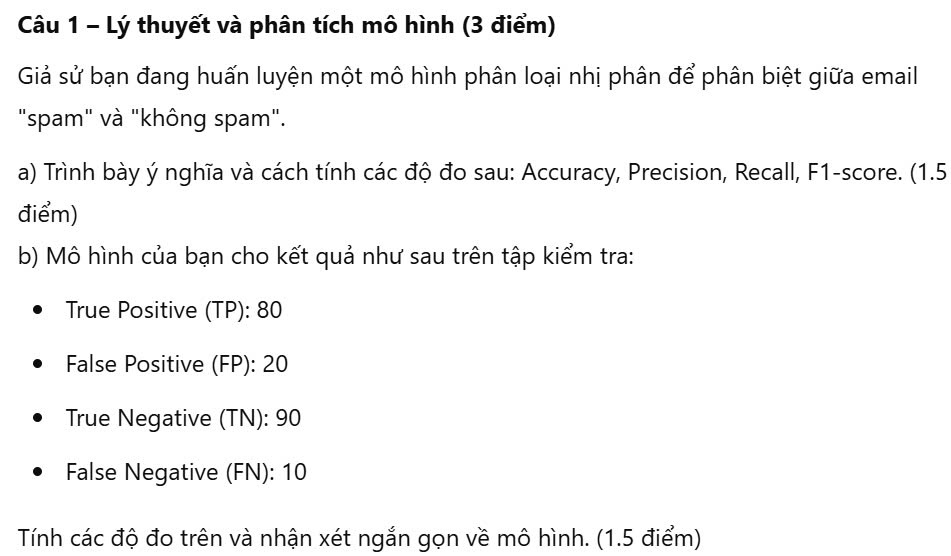 Câu 1 – Lý thuyết và phân tích mô hình (3 điểm)
Giả sử bạn đang huấn luyện một mô hình phân loại nhị phân để phân biệt giữa email
"spam" và "không spam".
a) Trình bày ý nghĩa và cách tính các độ đo sau: Accuracy, Precision, Recall, F1-score. (1.5
điểm)
b) Mô hình của bạn cho kết quả như sau trên tập kiểm tra:
• True Positive (TP): 80
• False Positive (FP): 20
• True Negative (TN): 90
• False Negative (FN): 10
Tính các độ đo trên và nhận xét ngắn gọn về mô hình. (1.5 điểm)